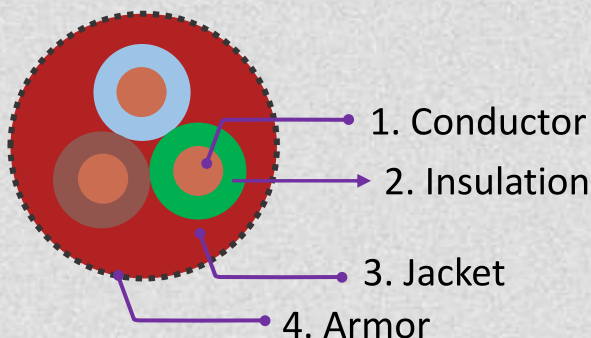 1. Conductor
2. Insulation
3. Jacket
4. Armor